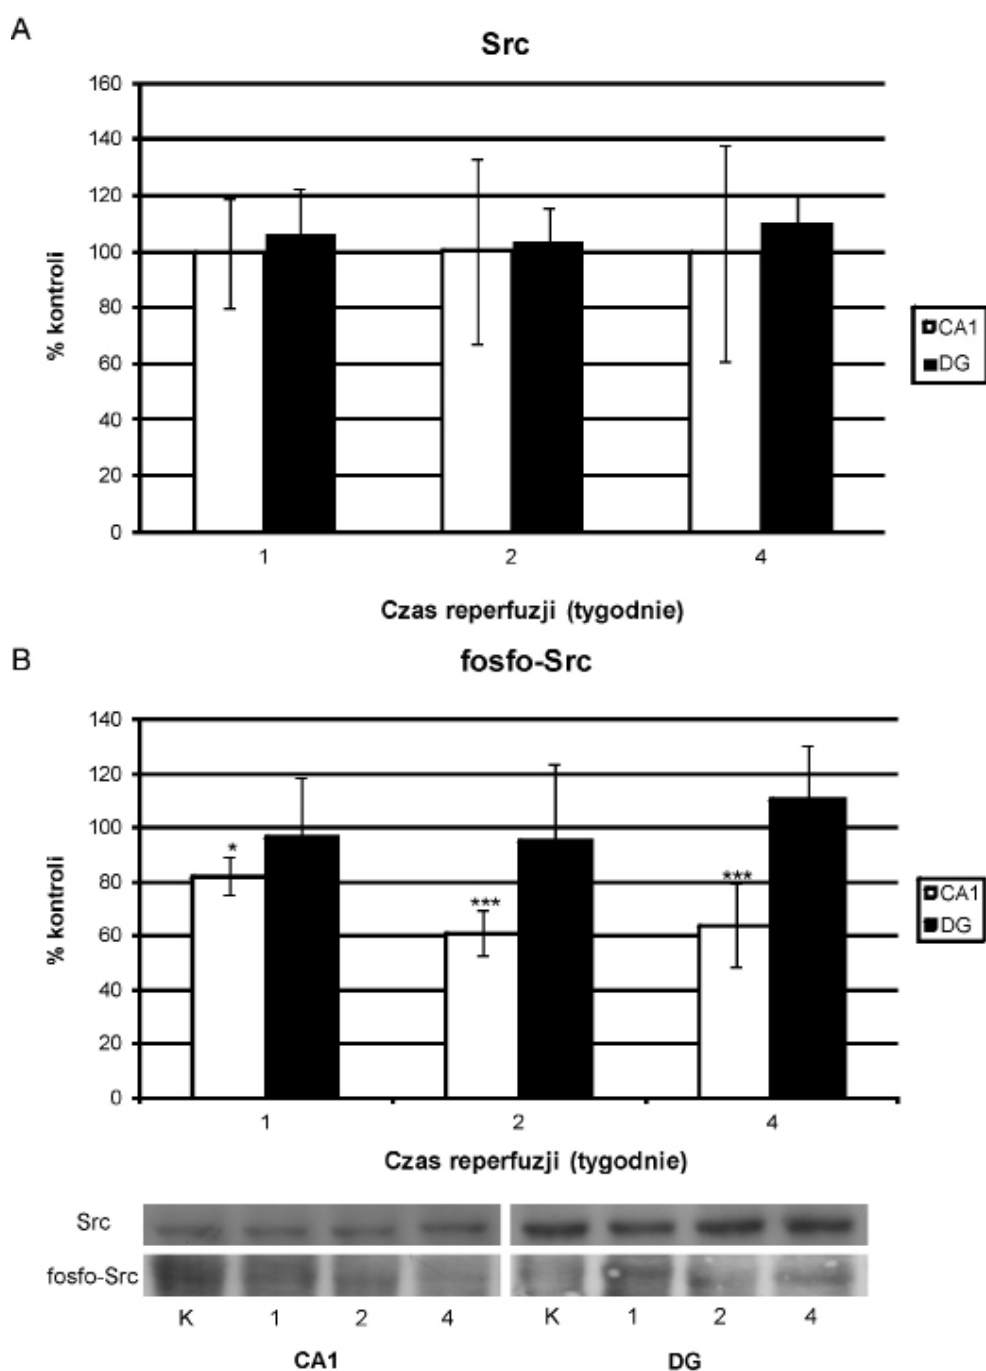 A
Src
160
140
120
100
80
60
40
20
0
% kontroli
1 2 4
Czas reperfuzji (tygodnie)
CA1
DG
B
fosfo-Src
140
120
100
80
60
40
20
0
% kontroli
*
***
***
1 2 4
Czas reperfuzji (tygodnie)
CA1
DG
Src
fosfo-Src
K 1 2 4 K 1 2 4
CA1 DG